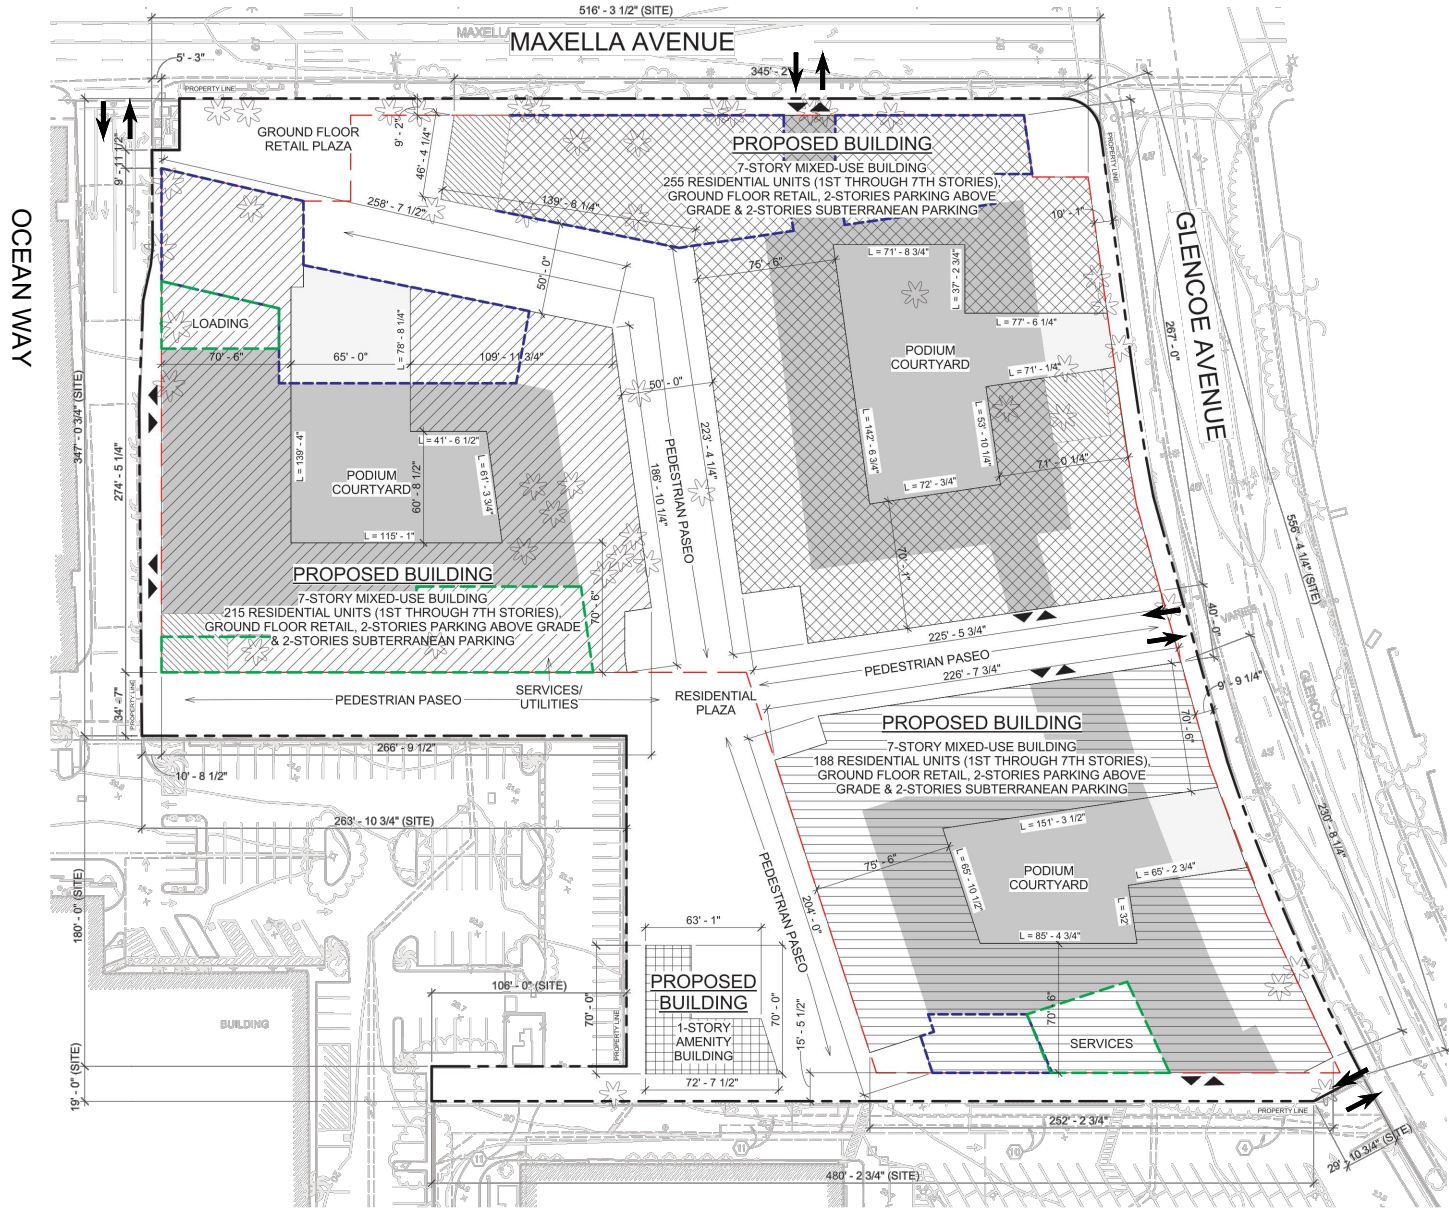 516' - 3 1/2" (SITE)
MAXELLA AVENUE
5' - 3"
345' - 2"
PROPERTY LINE
GROUND FLOOR
RETAIL PLAZA
9' - 2"
46' - 4 1/4"
9' - 11 1/2"
PROPOSED BUILDING
7-STORY MIXED-USE BUILDING
255 RESIDENTIAL UNITS (1ST THROUGH 7TH STORIES),
GROUND FLOOR RETAIL, 2-STORIES PARKING ABOVE
GRADE & 2-STORIES SUBTERRANEAN PARKING
PROPERTY LINE
10' - 1"
258' - 7 1/2"
139' - 8 1/4"
OCEAN WAY
GLENCOE AVENUE
50' - 0"
75' - 6"
L = 71' - 8 3/4"
L = 37' - 2 3/4"
L = 77' - 6 1/4"
267' - 0"
LOADING
70' - 6"
65' - 0"
L = 78' - 8 1/4"
109' - 11 3/4"
PODIUM
COURTYARD
L = 71' - 1/4"
50' - 0"
347' - 0 3/4" (SITE)
274' - 5 1/4"
L = 139' - 4"
L = 41' - 6 1/2"
60' - 8 1/2"
L = 61' - 3 3/4"
PODIUM
COURTYARD
L = 115' - 1"
186' - 10 1/4"
PEDESTRIAN PASEO
223' - 4 1/4"
L = 142' - 6 3/4"
L = 53' - 10 1/4"
L = 72' - 3/4"
71' - 0 1/4"
70' - 1"
556' - 4 1/4" (SITE)
PROPOSED BUILDING
7-STORY MIXED-USE BUILDING
215 RESIDENTIAL UNITS (1ST THROUGH 7TH STORIES),
GROUND FLOOR RETAIL, 2-STORIES PARKING ABOVE GRADE
& 2-STORIES SUBTERRANEAN PARKING
70' - 6"
40' - 0"
225' - 5 3/4"
PEDESTRIAN PASEO
226' - 7 3/4"
9' - 9 1/4"
GLENCOE
34' - 7"
PROPERTY LINE
PEDESTRIAN PASEO
SERVICES/
UTILITIES
RESIDENTIAL
PLAZA
PROPOSED BUILDING
7-STORY MIXED-USE BUILDING
188 RESIDENTIAL UNITS (1ST THROUGH 7TH STORIES),
GROUND FLOOR RETAIL, 2-STORIES PARKING ABOVE
GRADE & 2-STORIES SUBTERRANEAN PARKING
70' - 6"
266' - 9 1/2"
10' - 8 1/2"
263' - 10 3/4" (SITE)
230' - 8 1/4"
L = 151' - 3 1/2"
75' - 6"
L = 65' - 10 1/2"
PODIUM
COURTYARD
L = 65' - 2 3/4"
L = 32'
L = 85' - 4 3/4"
PEDESTRIAN PASEO
204' - 0"
180' - 0" (SITE)
63' - 1"
106' - 0" (SITE)
70' - 0"
PROPOSED
BUILDING
1-STORY
AMENITY
BUILDING
70' - 0"
72' - 7 1/2"
15' - 5 1/2"
70' - 6"
SERVICES
BUILDING
PROPERTY LINE
19' - 0" (SITE)
PROPERTY LINE
252' - 2 3/4"
480' - 2 3/4" (SITE)
29' - 10 3/4" (SITE)